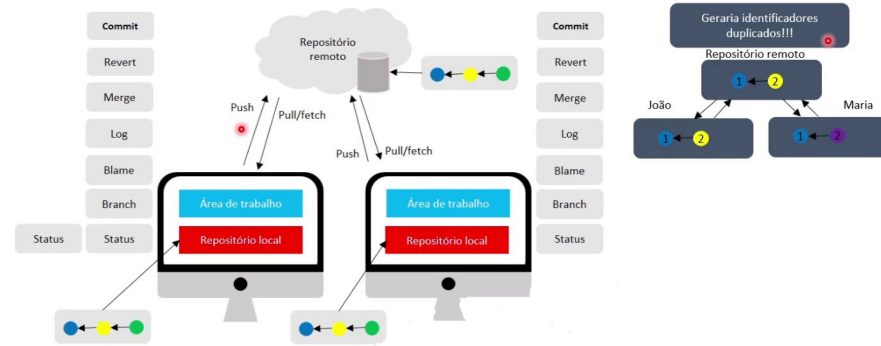 Commit
Revert
Merge
Log
Blame
Branch
Status
Status
Repositório
remoto
Push
Pull/fetch
Push
Pull/fetch
Área de trabalho
Repositório local
Área de trabalho
Repositório local
Commit
Revert
Merge
Log
Blame
Branch
Status
Geraria identificadores
duplicados!!!
Repositório remoto
1
2
João
1
2
Maria
1
2